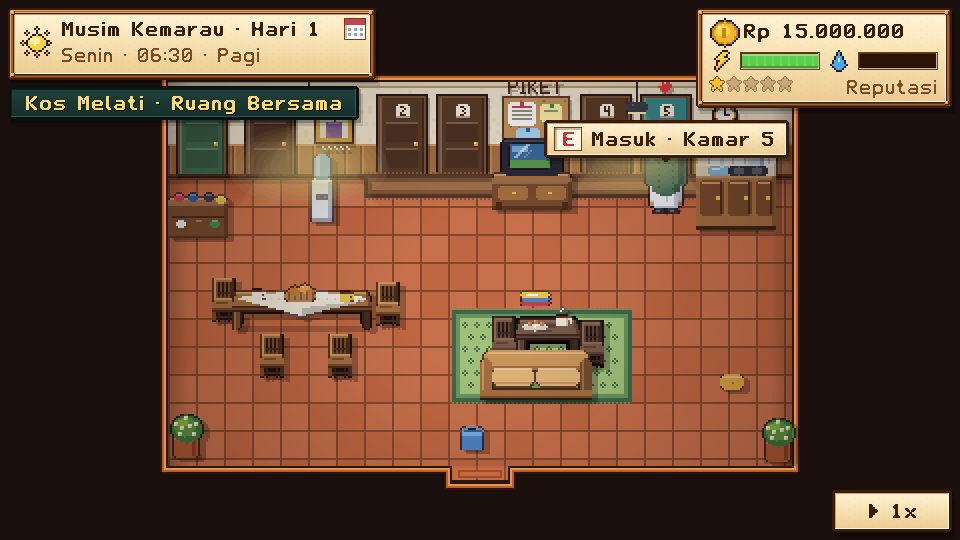 Musim Kemarau · Hari 1
Senin · 06:30 · Pagi
Rp 15.000.000
Reputasi
Kos Melati · Ruang Bersama
PIKET
2
3
4
5
E Masuk · Kamar 5
1x